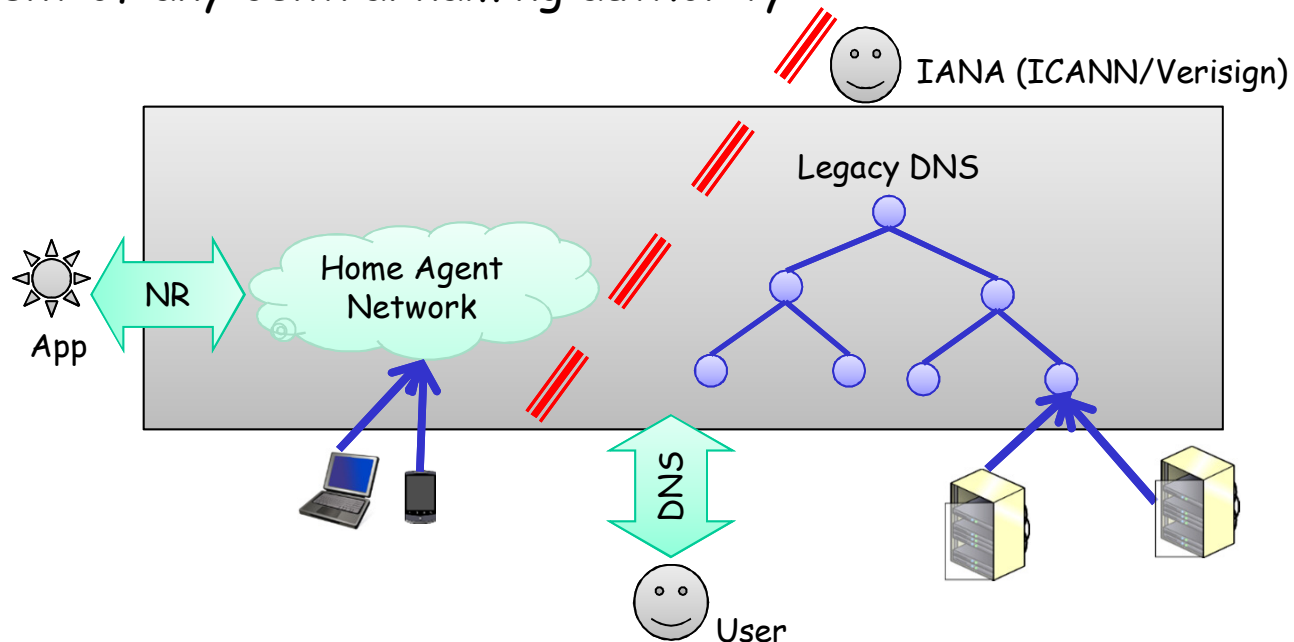 IANA (ICANN/Verisign)
Legacy DNS
Home Agent
Network
NR
App
DNS
User